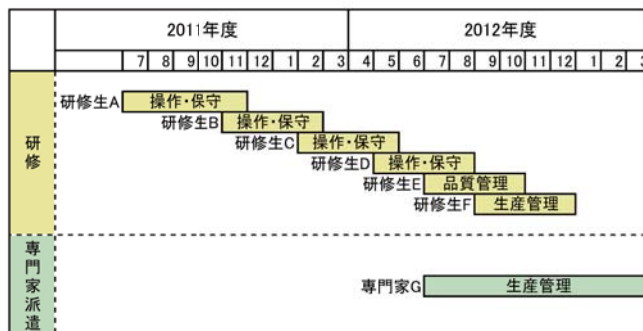 2011年度 2012年度
7 8 9 10 11 12 1 2 3 4 5 6 7 8 9 10 11 12 1 2 3
研修
研修生A 操作・保守
研修生B 操作・保守
研修生C 操作・保守
研修生D 操作・保守
研修生E 品質管理
研修生F 生産管理
専門家派遣
専門家G 生産管理